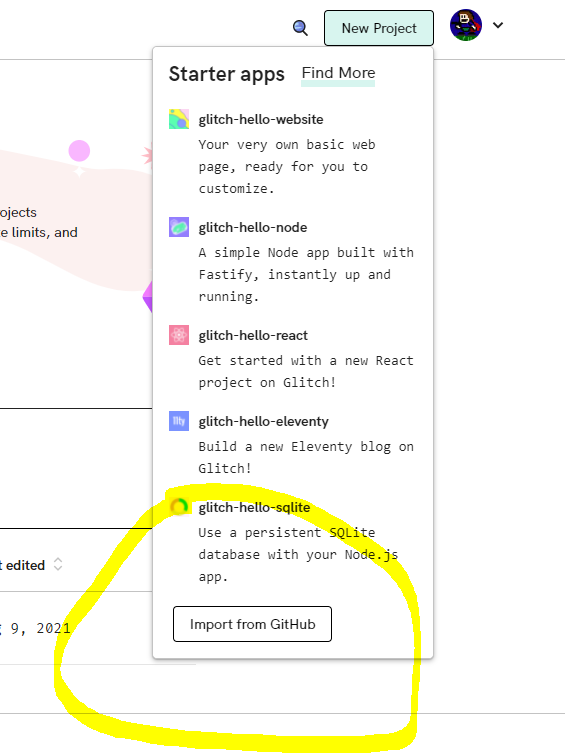 New Project
Starter apps Find More
glitch-hello-website
Your very own basic web
page, ready for you to
customize.
glitch-hello-node
A simple Node app built with
Fastify, instantly up and
running.
glitch-hello-react
Get started with a new React
project on Glitch!
11ty
glitch-hello-eleventy
Build a new Eleventy blog on
Glitch!
glitch-hello-sqlite
Use a persistent SQLite
database with your Node.js
app.
Import from GitHub
ojects
e limits, and
t edited
9, 2021